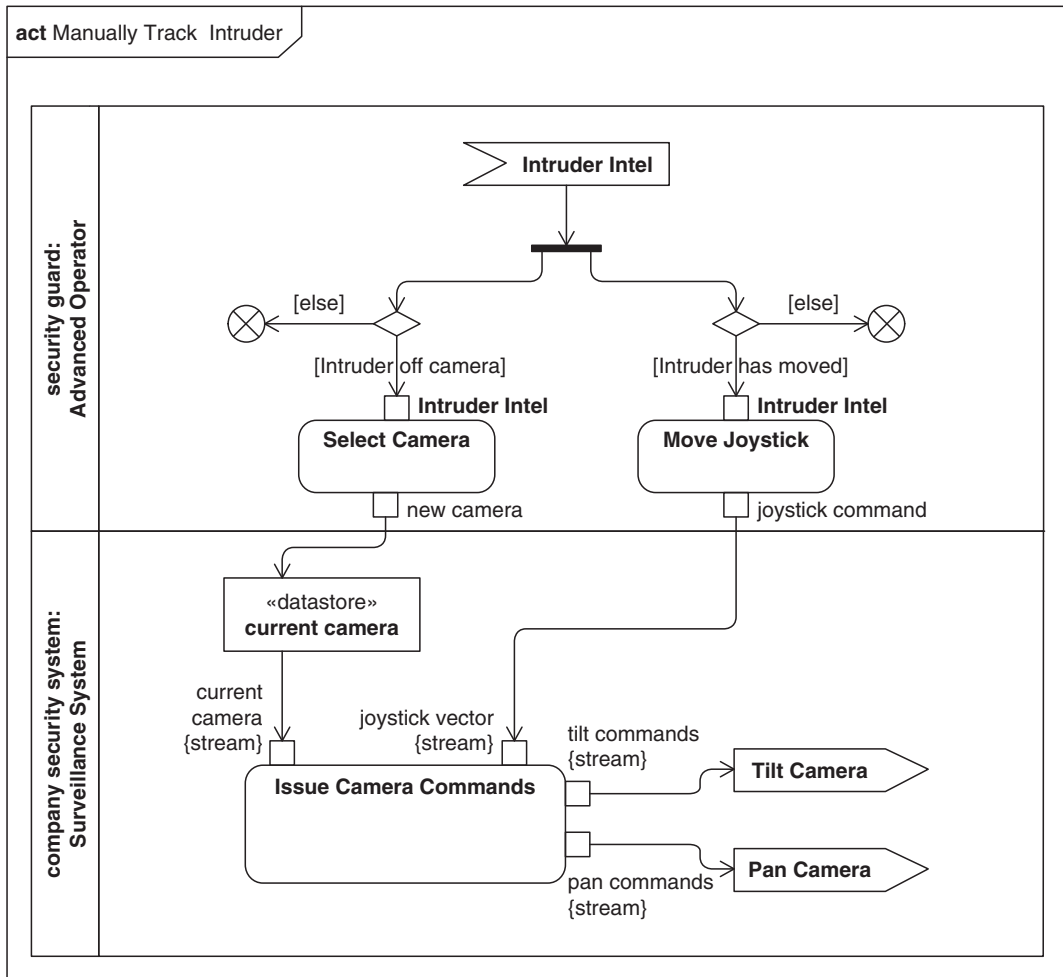 act Manually Track Intruder
security guard:
Advanced Operator
Intruder Intel
[else]
[else]
[Intruder off camera]
[Intruder has moved]
Intruder Intel
Intruder Intel
Select Camera
Move Joystick
new camera
joystick command
company security system:
Surveillance System
«datastore»
current camera
current
camera
{stream}
joystick vector
{stream}
tilt commands
{stream}
Tilt Camera
Issue Camera Commands
Pan Camera
pan commands
{stream}